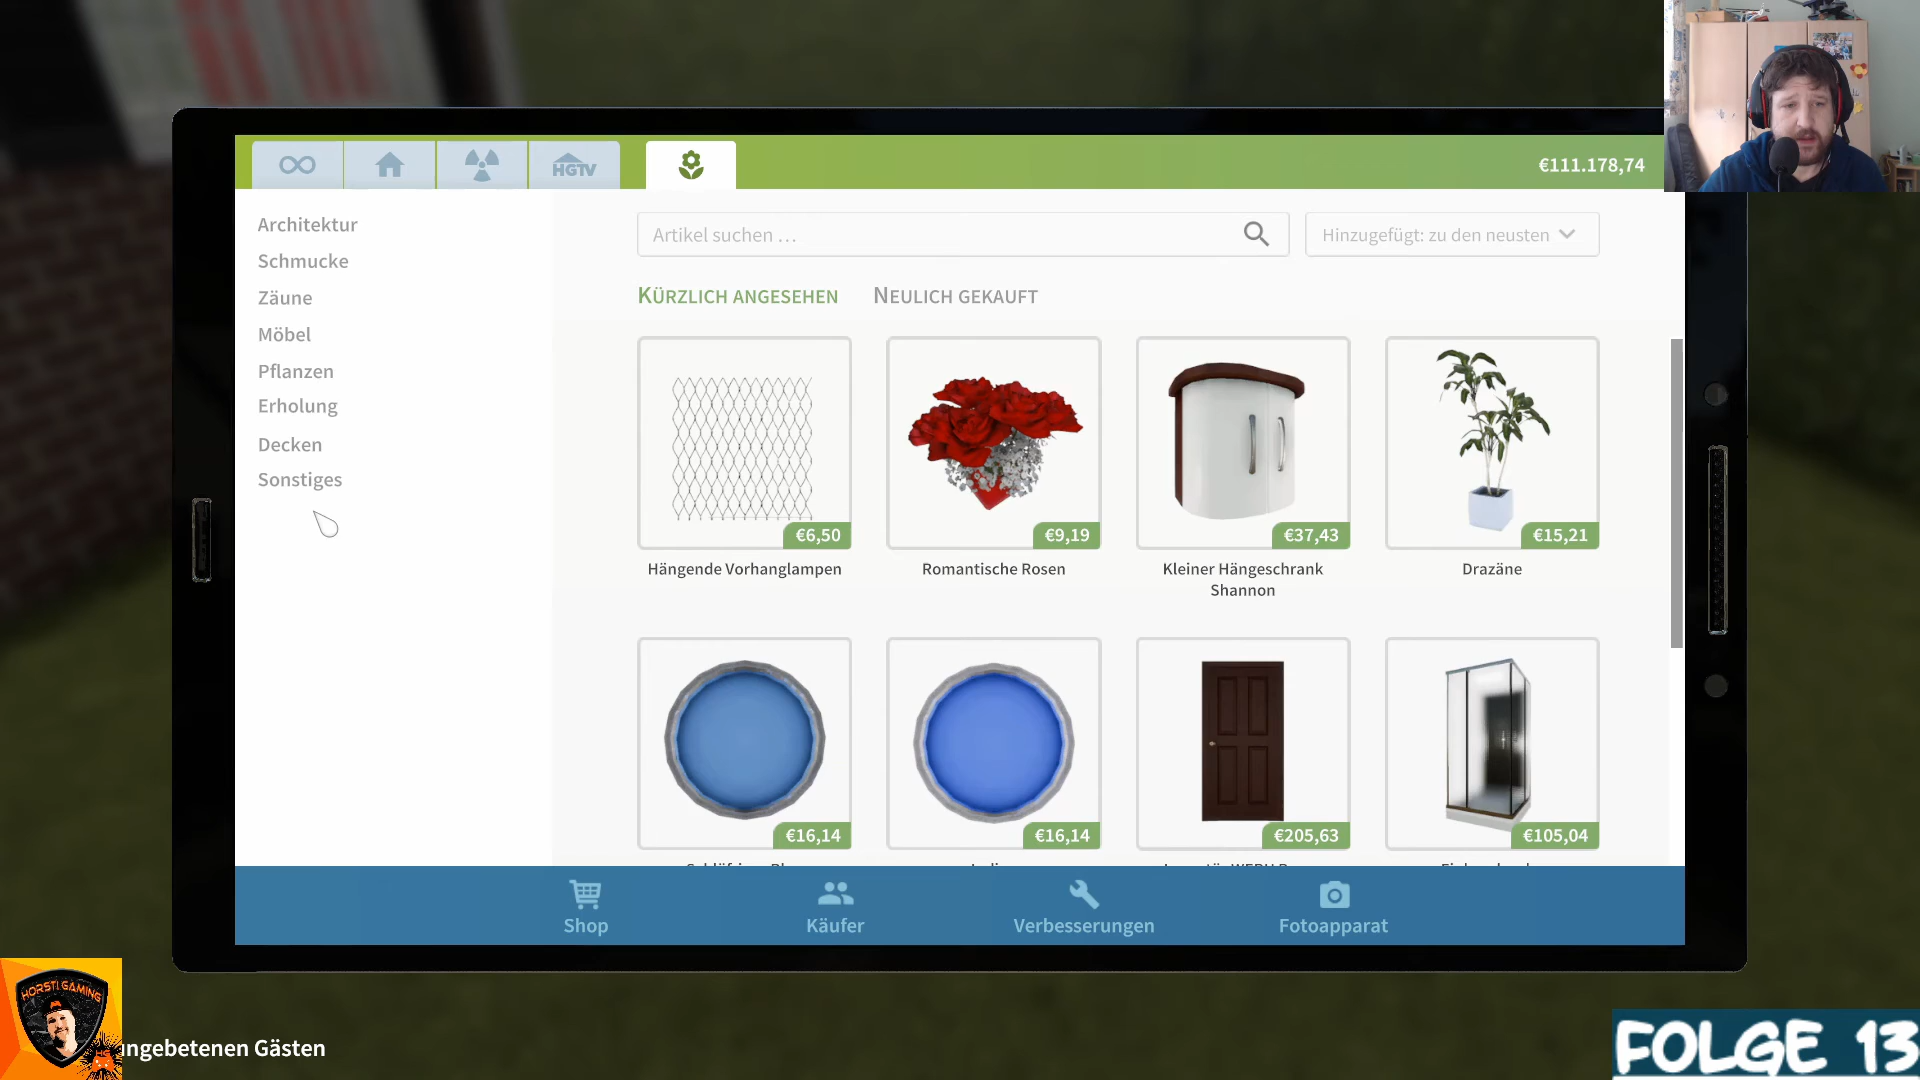 HGTV
€111.178,74
Architektur
Schmucke
Zäune
Möbel
Pflanzen
Erholung
Decken
Sonstiges
Artikel suchen ...
Hinzugefügt: zu den neusten
KÜRZLICH ANGESEHEN
NEULICH GEKAUFT
€6,50
€9,19
€37,43
€15,21
Hängende Vorhanglampen
Romantische Rosen
Kleiner Hängeschrank
Shannon
Drazäne
€16,14
€16,14
€205,63
€105,04
Shop
Käufer
Verbesserungen
Fotoapparat
HORSTI GAMING
ngebetenen Gästen
FOLGE 13